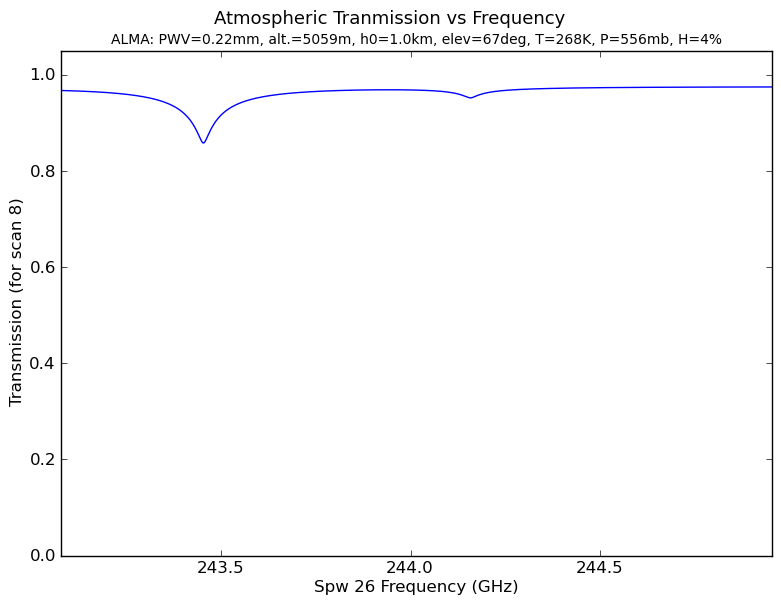 Atmospheric Tranmission vs Frequency
ALMA: PWV=0.22mm, alt.=5059m, h0=1.0km, elev=67deg, T=268K, P=556mb, H=4%
1.0
0.8
0.6
0.4
0.2
0.0
Transmission (for scan 8)
243.5 244.0 244.5
Spw 26 Frequency (GHz)